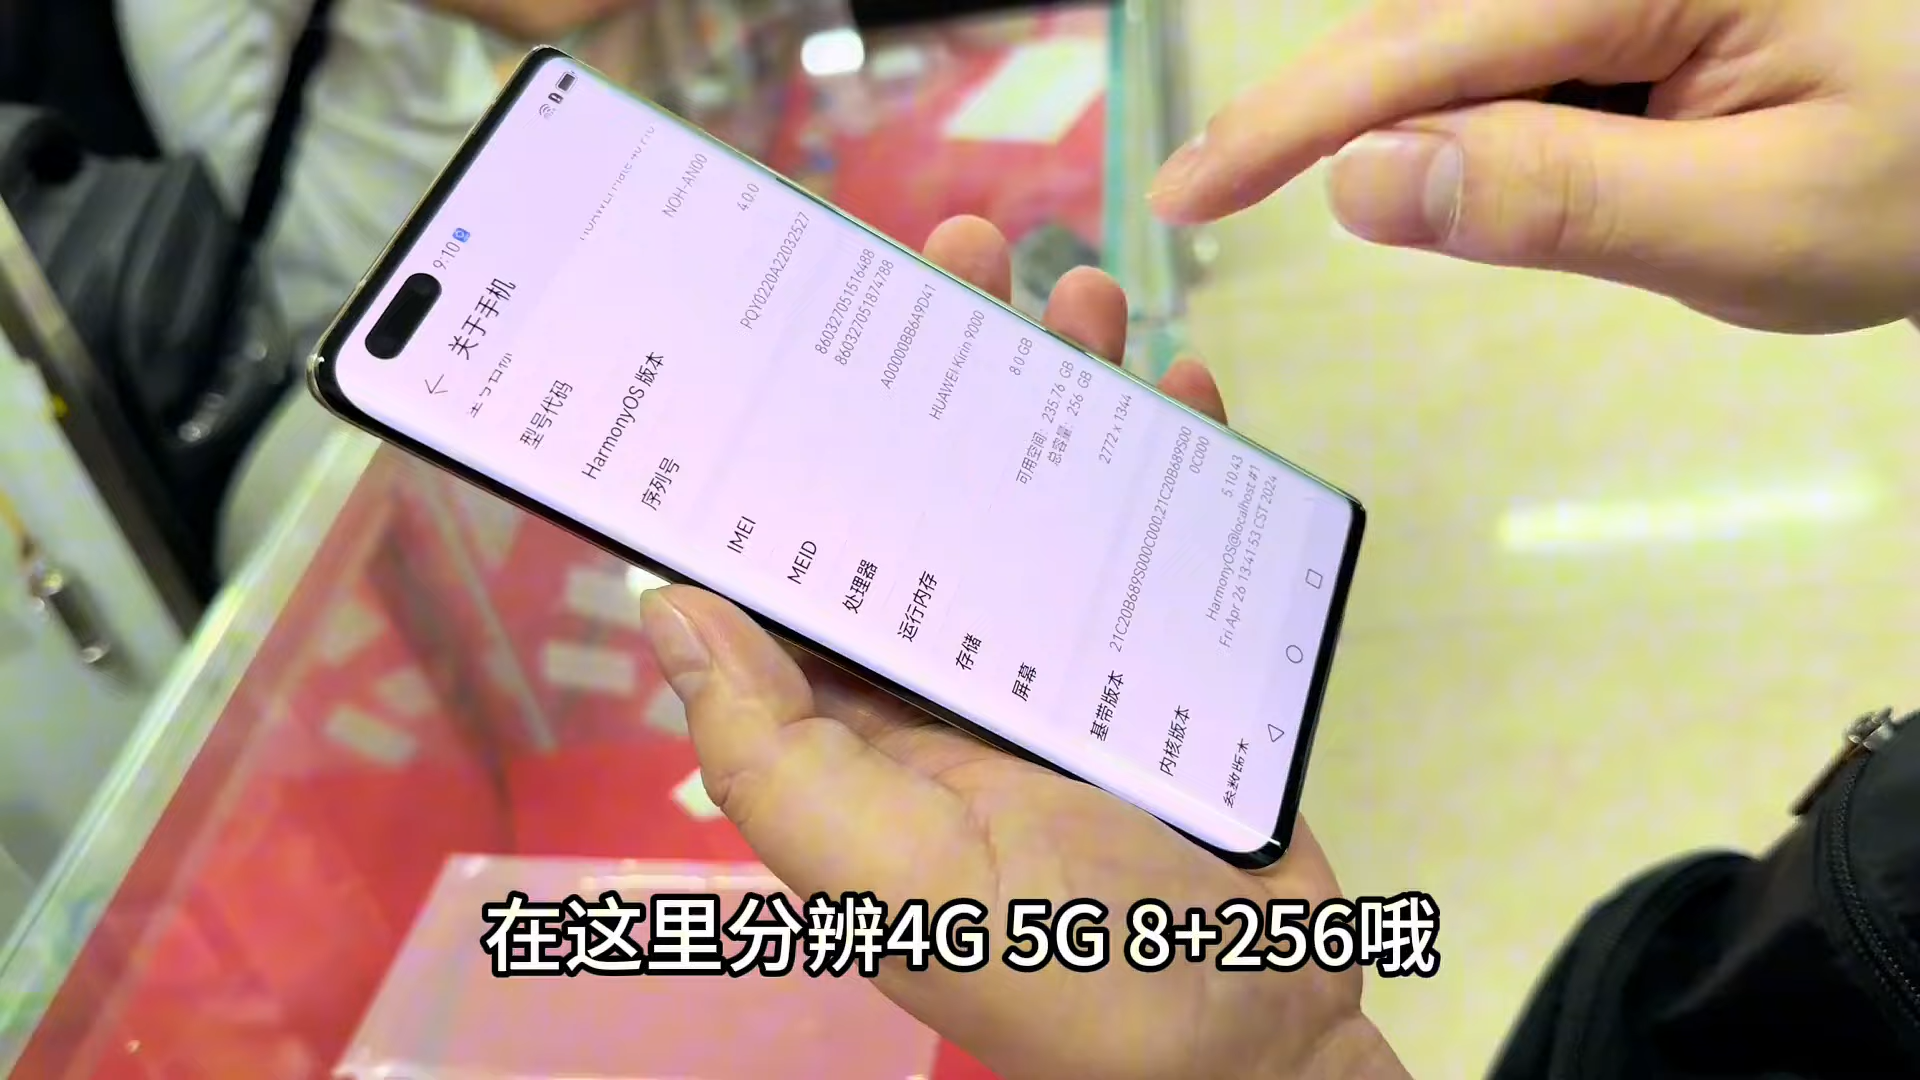 9:10
关于手机
型号代码 NOH-AN00
HarmonyOS 版本 4.0.0
序列号 PQY0220A22032527
IMEI 860327051516488
860327051874788
MEID A00000BB6A9D41
处理器 HUAWEI Kirin 9000
运行内存 8.0 GB
存储 可用空间: 235.76 GB
总容量: 256 GB
屏幕 2772 x 1344
基带版本 21C20B689S000C000,21C20B689S00
0C000
内核版本 5.10.43
HarmonyOS@localhost #1
Fri Apr 26 13:41:53 CST 2024
在这里分辨4G 5G 8+256哦